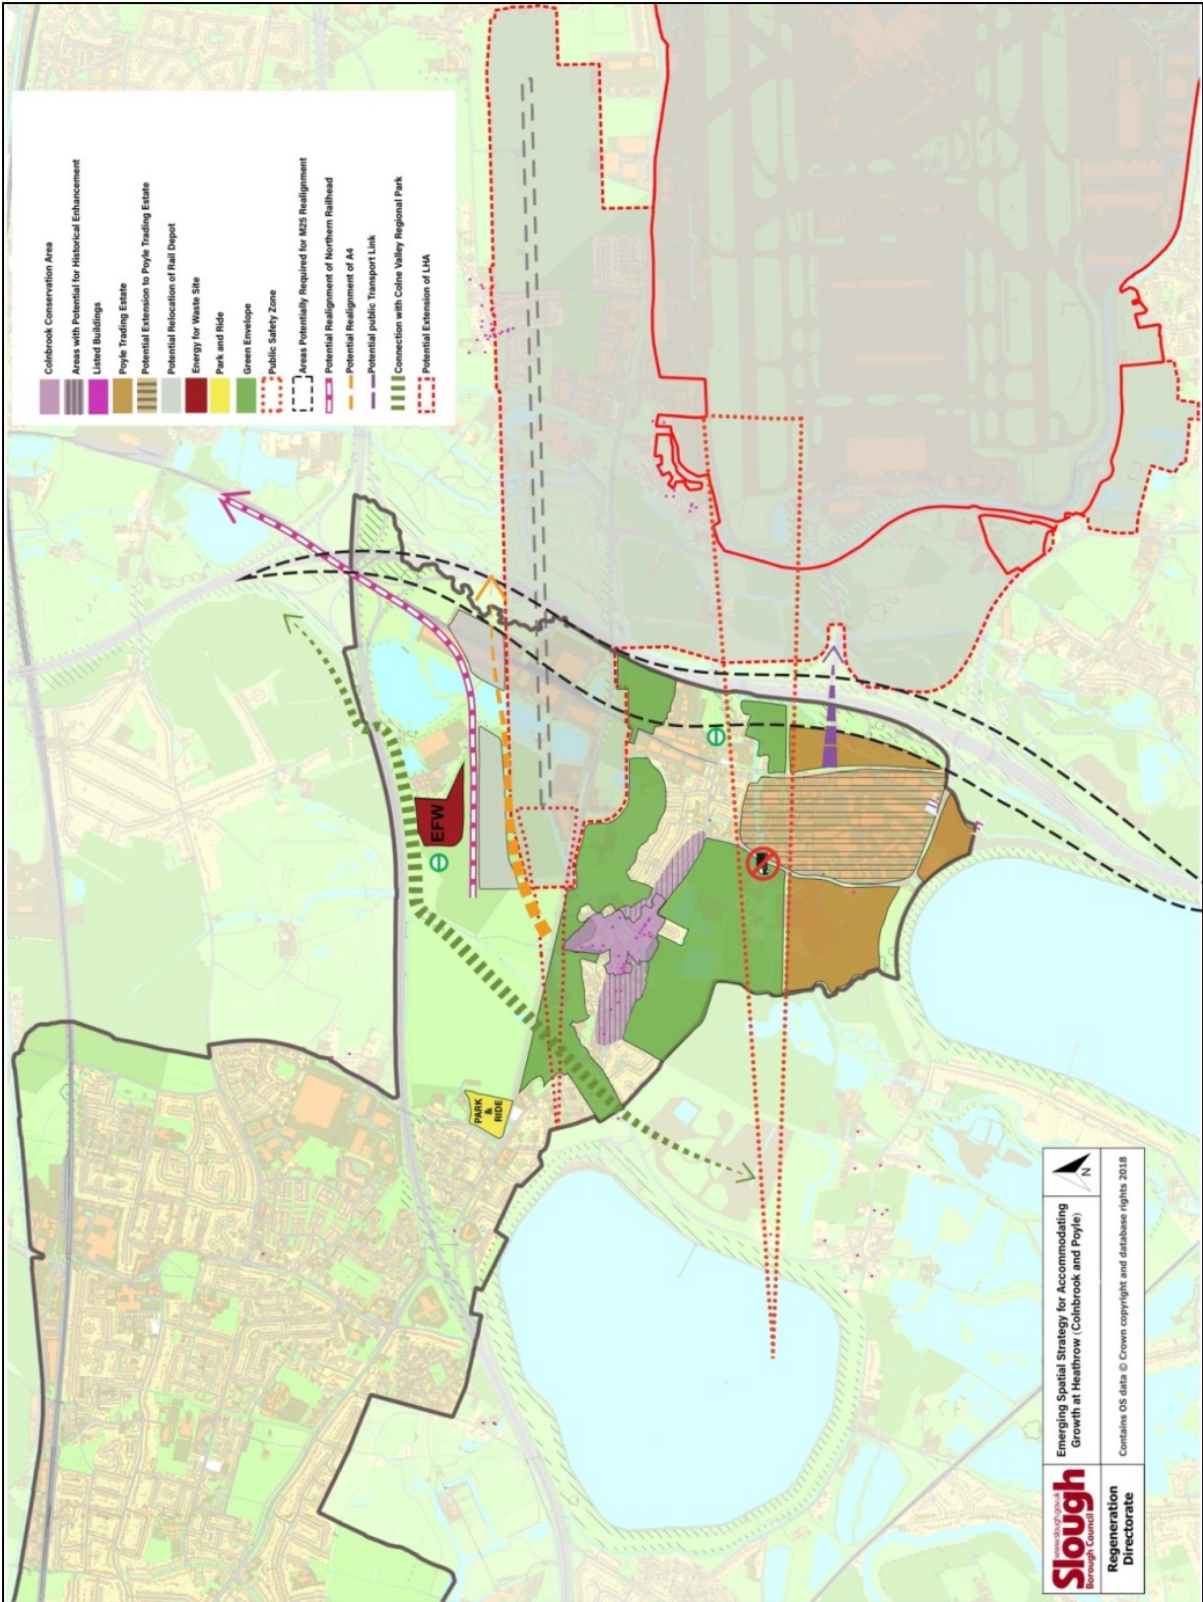 Colnbrook Conservation Area
Areas with Potential for Historical Enhancement
Listed Buildings
Poyle Trading Estate
Potential Extension to Poyle Trading Estate
Potential Relocation of Rail Depot
Energy for Waste Site
Park and Ride
Green Envelope
Public Safety Zone
Areas Potentially Required for M25 Realignment
Potential Realignment of Northern Railhead
Potential Realignment of A4
Potential public Transport Link
Connection with Colne Valley Regional Park
Potential Extension of LHA
EFW
PARK
&
RIDE
www.slough.gov.uk
Slough
Borough Council
Regeneration
Directorate
Emerging Spatial Strategy for Accommodating
Growth at Heathrow (Colnbrook and Poyle)
N
Contains OS data © Crown copyright and database rights 2018